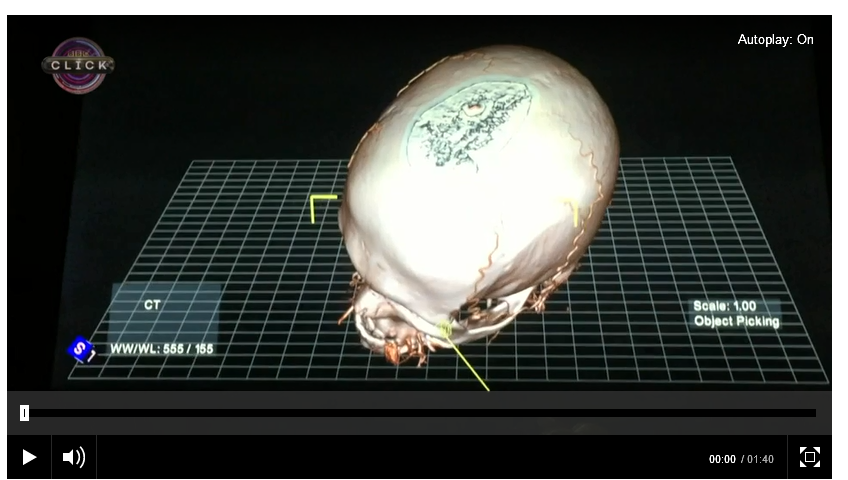 Autoplay: On
CLICK
CT
WW/WL: 555 / 155
Scale: 1.00
Object Picking
S
00:00 / 01:40